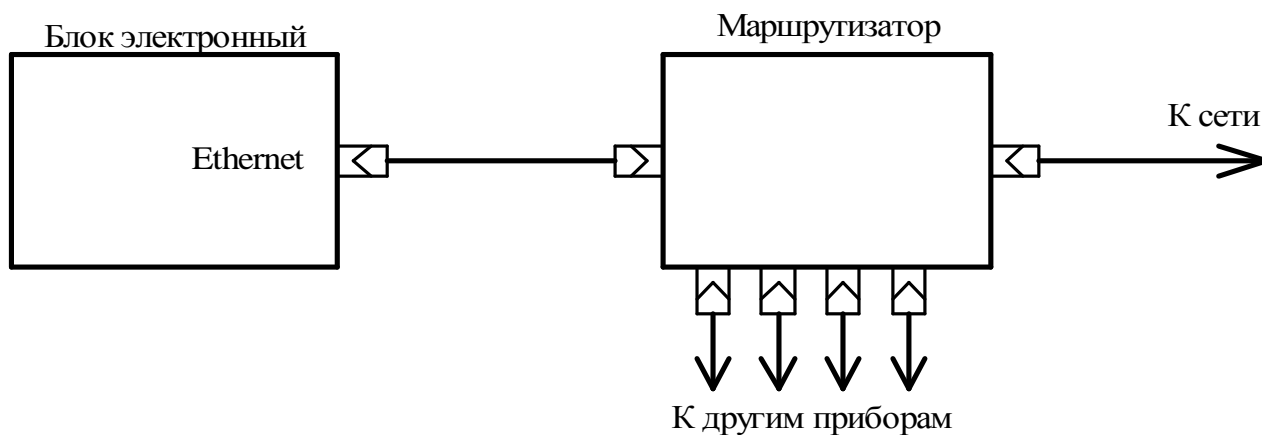 Блок электронный
Маршрутизатор
К сети
Ethernet
К другим приборам